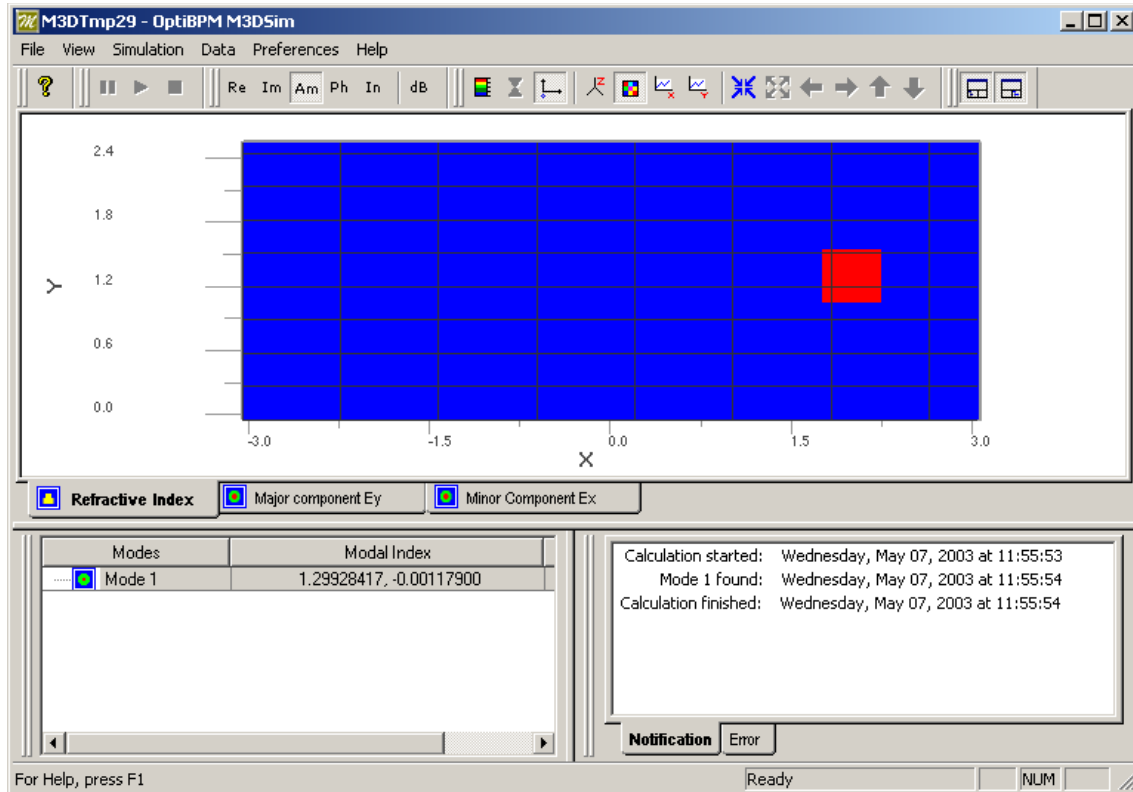 M3DTmp29 - OptiBPM M3DSim
File View Simulation Data Preferences Help
Re Im Am Ph In dB
2.4
1.8
Y 1.2
0.6
0.0
-3.0 -1.5 0.0 1.5 3.0
X
Refractive Index Major component Ey Minor Component Ex
Modes Modal Index
Mode 1 1.29928417, -0.00117900
Calculation started: Wednesday, May 07, 2003 at 11:55:53
Mode 1 found: Wednesday, May 07, 2003 at 11:55:54
Calculation finished: Wednesday, May 07, 2003 at 11:55:54
Notification Error
For Help, press F1 Ready NUM